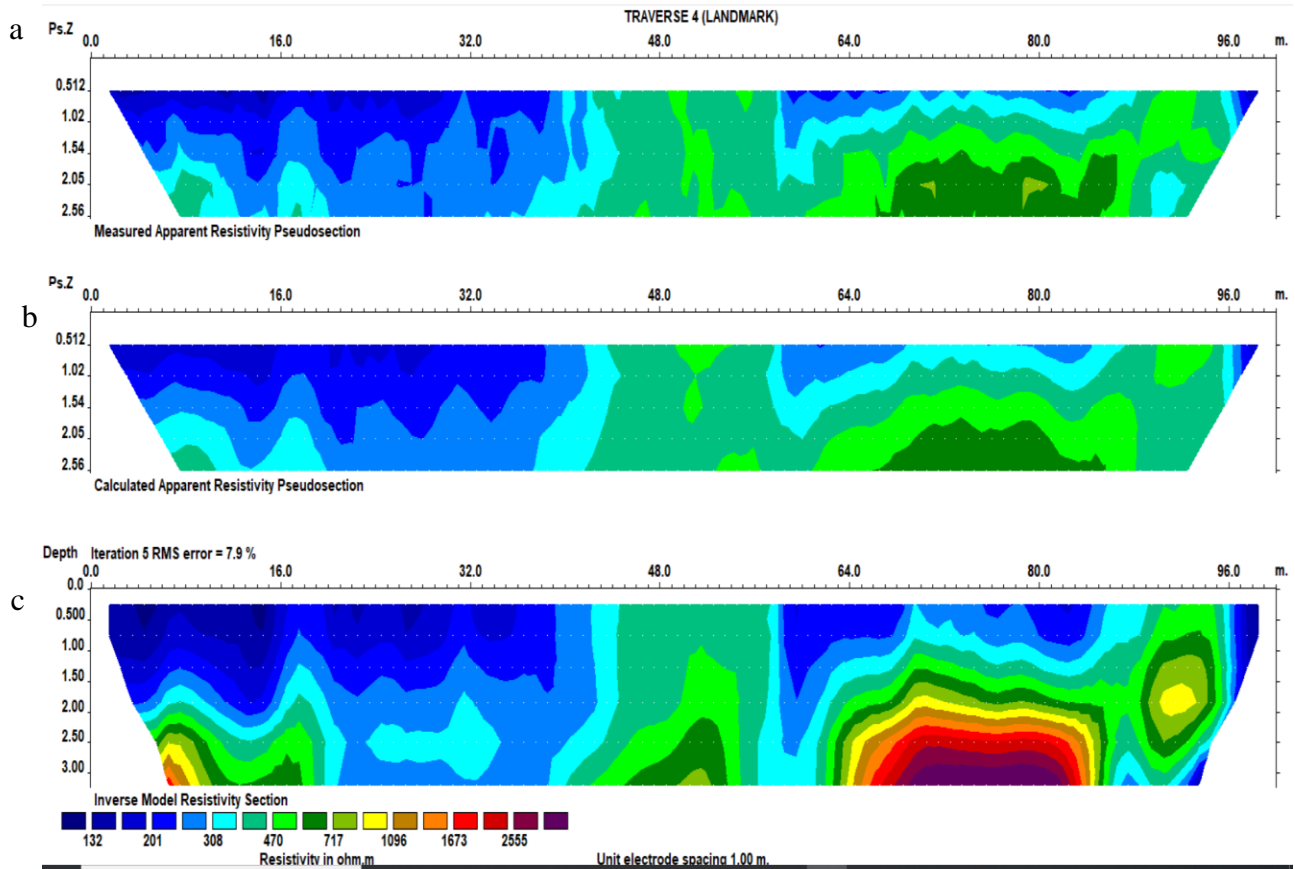 a
TRAVERSE 4 (LANDMARK)
Ps.Z
0.0 16.0 32.0 48.0 64.0 80.0 96.0 m.
0.512
1.02
1.54
2.05
2.56
Measured Apparent Resistivity Pseudosection
b
Ps.Z
0.0 16.0 32.0 48.0 64.0 80.0 96.0 m.
0.512
1.02
1.54
2.05
2.56
Calculated Apparent Resistivity Pseudosection
c
Depth Iteration 5 RMS error = 7.9 %
0.0 16.0 32.0 48.0 64.0 80.0 96.0 m.
0.0
0.500
1.00
1.50
2.00
2.50
3.00
Inverse Model Resistivity Section
132 201 308 470 717 1096 1673 2555
Resistivity in ohm.m Unit electrode spacing 1.00 m.